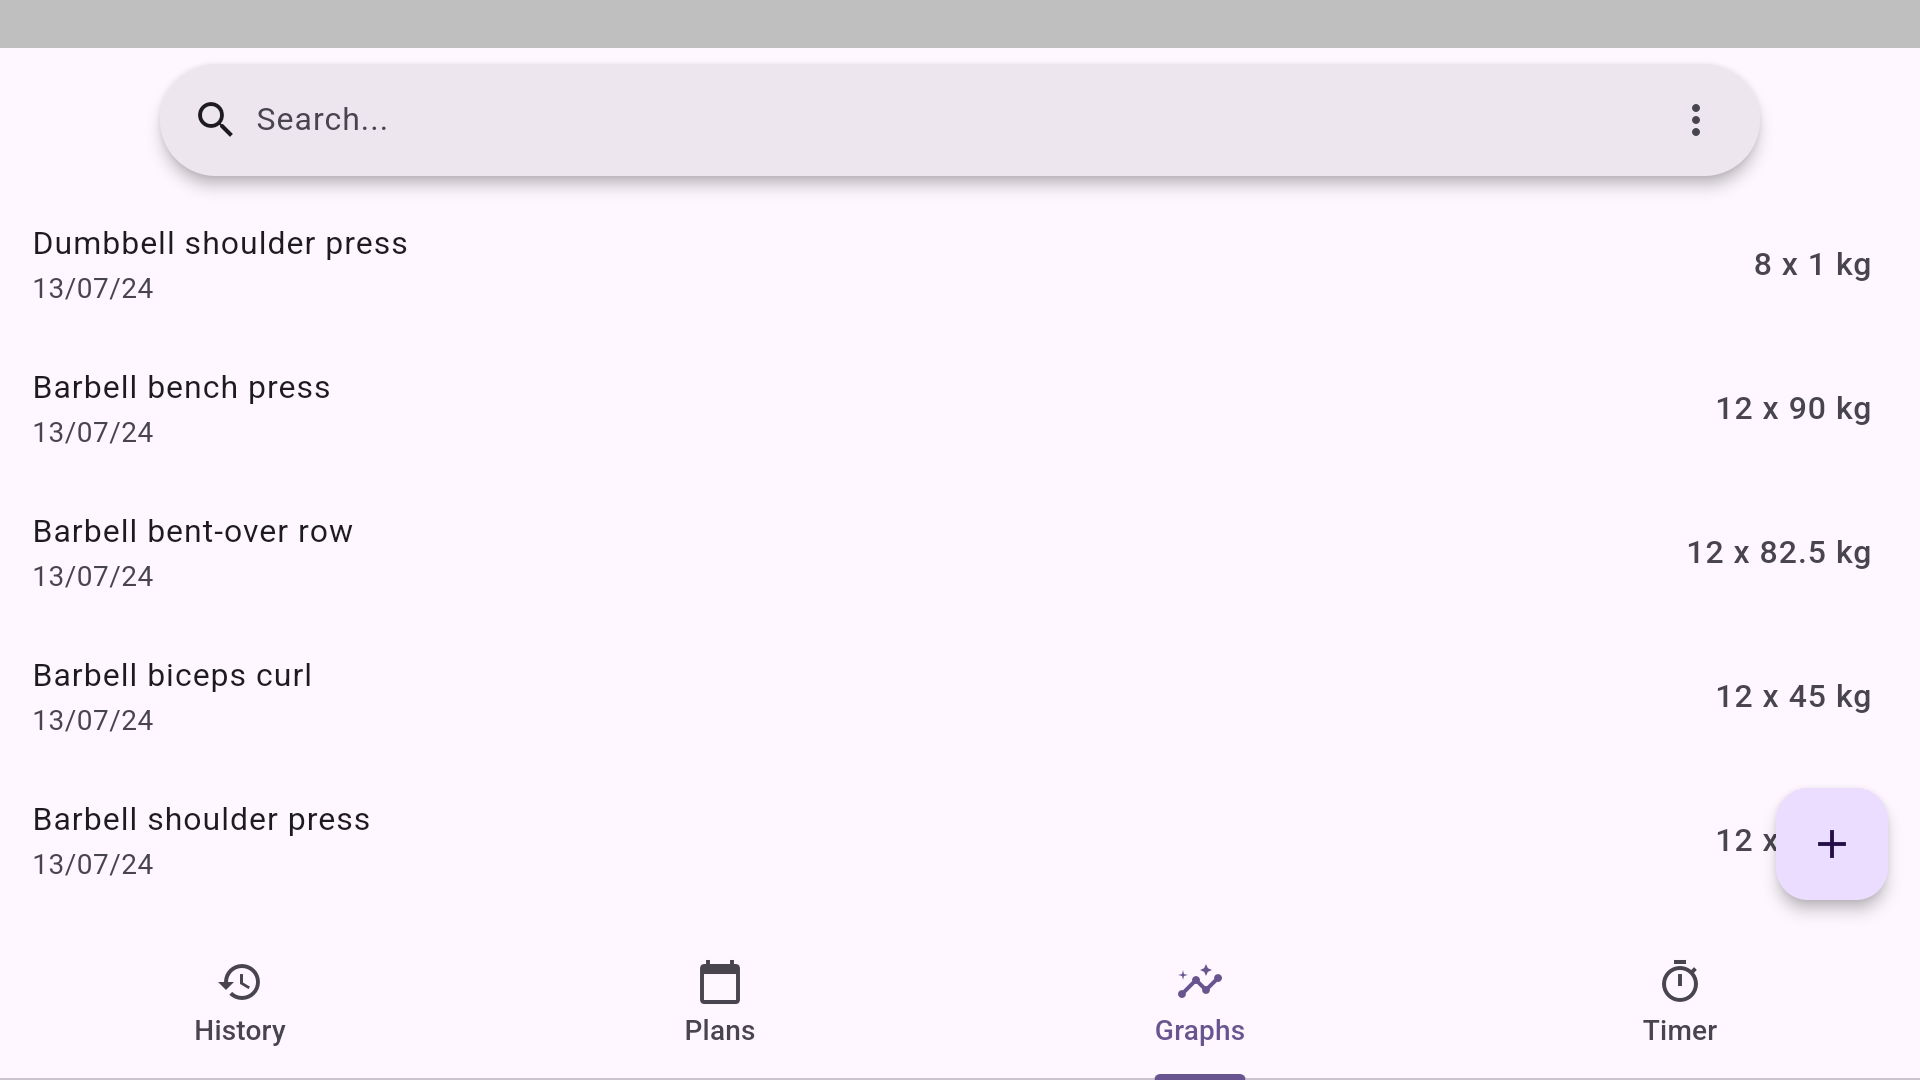 Search...
Dumbbell shoulder press
13/07/24
8 x 1 kg
Barbell bench press
13/07/24
12 x 90 kg
Barbell bent-over row
13/07/24
12 x 82.5 kg
Barbell biceps curl
13/07/24
12 x 45 kg
Barbell shoulder press
13/07/24
12 x
History
Plans
Graphs
Timer